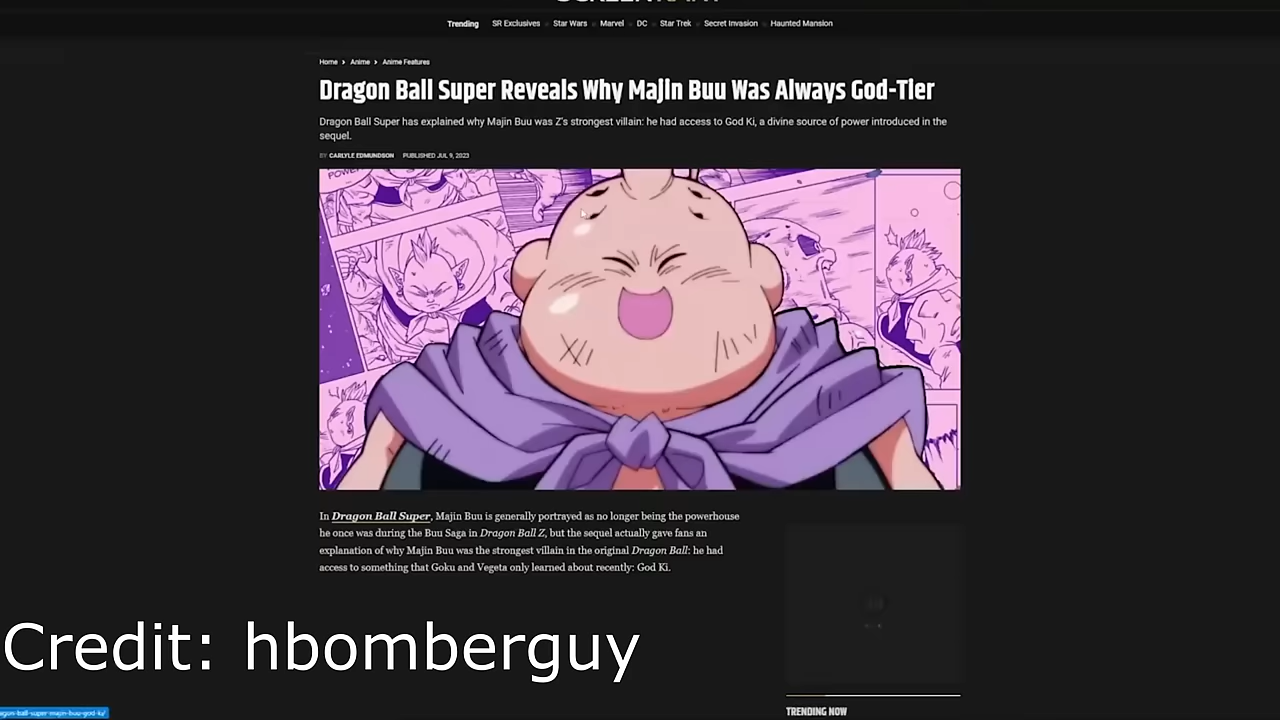 Trending SR Exclusives Star Wars Marvel DC Star Trek Secret Invasion Haunted Mansion
Home > Anime > Anime Features
Dragon Ball Super Reveals Why Majin Buu Was Always God-Tier
Dragon Ball Super has explained why Majin Buu was Z's strongest villain: he had access to God Ki, a divine source of power introduced in the
sequel.
BY CARLYLE EDMUNDSON PUBLISHED JUL 9, 2023
In Dragon Ball Super, Majin Buu is generally portrayed as no longer being the powerhouse
he once was during the Buu Saga in Dragon Ball Z, but the sequel actually gave fans an
explanation of why Majin Buu was the strongest villain in the original Dragon Ball: he had
access to something that Goku and Vegeta only learned about recently: God Ki.
Credit: hbomberguy
TRENDING NOW